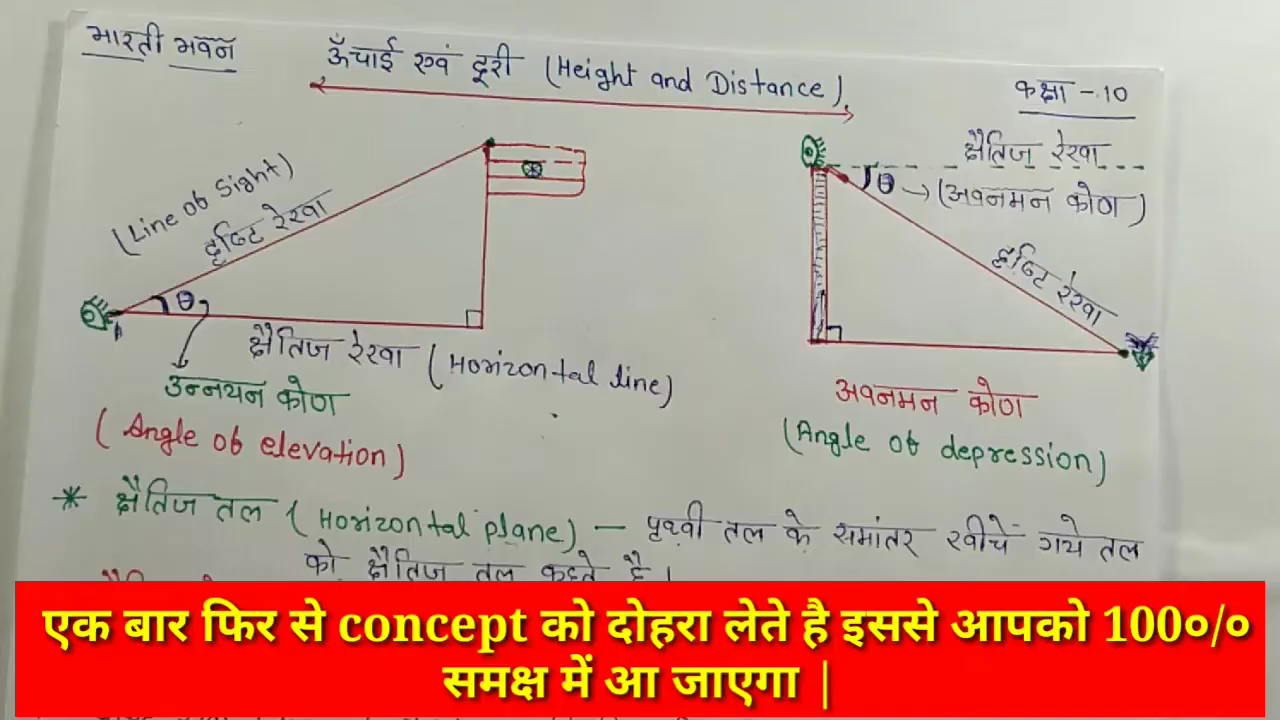 भारती भवन
ऊँचाई एवं दूरी (Height and Distance)
कक्षा - 10
(Line of Sight)
दृष्टि रेखा
θ
क्षैतिज रेखा (Horizontal line)
उन्नयन कोण
(Angle of elevation)
क्षैतिज रेखा
θ → (अवनमन कोण)
दृष्टि रेखा
अवनमन कोण
(Angle of depression)
* क्षैतिज तल (Horizontal plane) — पृथ्वी तल के समांतर खींचे गये तल
को क्षैतिज तल कहते है।
एक बार फिर से concept को दोहरा लेते है इससे आपको 100०/०
समक्ष में आ जाएगा |